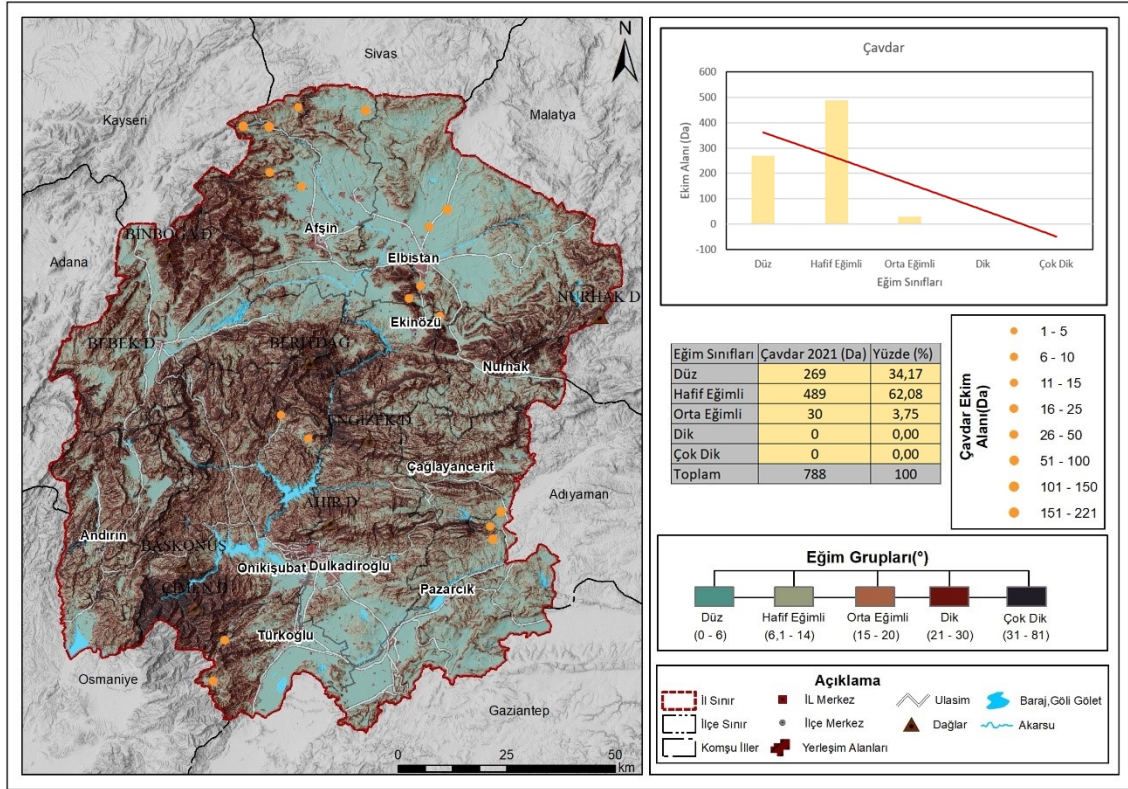 Sivas
N
Kayseri
Malatya
Afşin
BİNBOĞA D
Adana
Elbistan
NURHAK D
Ekinözü
BEBEK D
BERİTDAĞ
Nurhak
ENGİZEK D
Çağlayancerit
Adıyaman
AHIR D
Andırın
BAŞKONUŞ
Onikişubat
Dulkadiroğlu
Pazarcık
Türkoğlu
Osmaniye
Gaziantep
0 25 50
km
Çavdar
Ekim Alanı (Da)
600
500
400
300
200
100
0
-100
Düz Hafif Eğimli Orta Eğimli Dik Çok Dik
Eğim Sınıfları
Eğim Sınıfları Çavdar 2021 (Da) Yüzde (%)
Düz 269 34,17
Hafif Eğimli 489 62,08
Orta Eğimli 30 3,75
Dik 0 0,00
Çok Dik 0 0,00
Toplam 788 100
Çavdar Ekim
Alanı(Da)
1 - 5
6 - 10
11 - 15
16 - 25
26 - 50
51 - 100
101 - 150
151 - 221
Eğim Grupları(°)
Düz Hafif Eğimli Orta Eğimli Dik Çok Dik
(0 - 6) (6,1 - 14) (15 - 20) (21 - 30) (31 - 81)
Açıklama
İl Sınır İL Merkez Ulasim Baraj,Göli Gölet
İlçe Sınır İlçe Merkez Dağlar Akarsu
Komşu İller Yerleşim Alanları